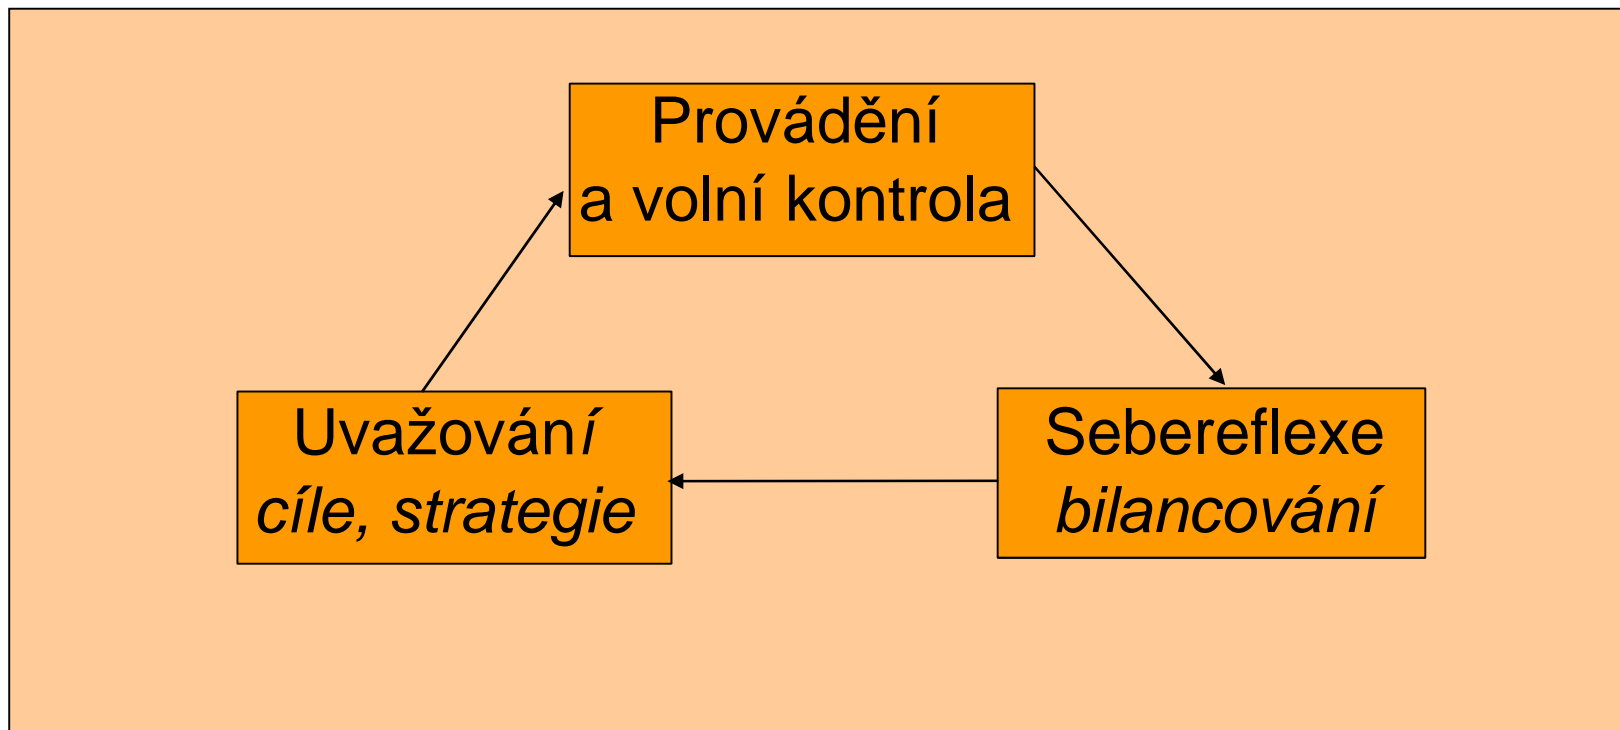 Provádění
a volní kontrola
Uvažování
cíle, strategie
Sebereflexe
bilancování